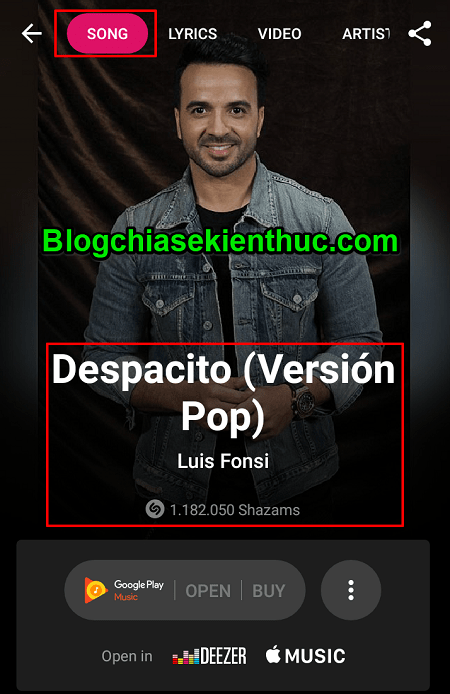 SONG LYRICS VIDEO ARTIST
Blogchiasekienthuc.com
Despacito (Versión
Pop)
Luis Fonsi
1.182.050 Shazams
Google Play
Music
OPEN BUY
Open in DEEZER MUSIC